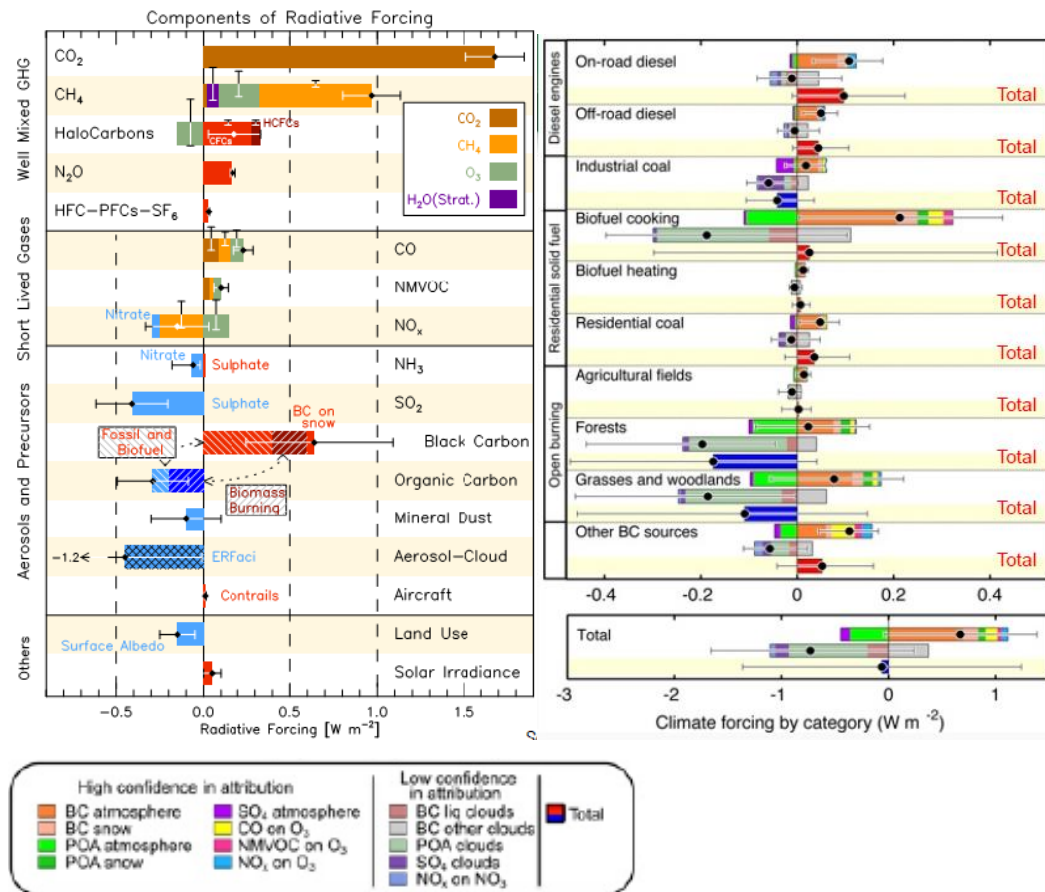 Components of Radiative Forcing
Well Mixed GHG
CO₂
CH₄
HaloCarbons
N₂O
HFC-PFCs-SF₆
CFCs
HCFCs
CO₂
CH₄
O₃
H₂O(Strat.)
Short Lived Gases
CO
NMVOC
Nitrate
NOₓ
Aerosols and Precursors
Nitrate
Sulphate
NH₃
Sulphate
SO₂
BC on
snow
Black Carbon
Fossil and
Biofuel
Organic Carbon
Biomass
Burning
Mineral Dust
-1.2
ERFaci
Aerosol-Cloud
Contrails
Aircraft
Others
Land Use
Surface Albedo
Solar Irradiance
-0.5 0.0 0.5 1.0 1.5
Radiative Forcing [W m⁻²]
Diesel engines
On-road diesel
Total
Off-road diesel
Total
Industrial coal
Total
Residential solid fuel
Biofuel cooking
Total
Biofuel heating
Total
Residential coal
Total
Open burning
Agricultural fields
Total
Forests
Total
Grasses and woodlands
Total
Other BC sources
Total
-0.4 -0.2 0 0.2 0.4
Total
-3 -2 -1 0 1
Climate forcing by category (W m⁻²)
High confidence in attribution
BC atmosphere
BC snow
POA atmosphere
POA snow
SO₄ atmosphere
CO on O₃
NMVOC on O₃
NOₓ on O₃
Low confidence
in attribution
BC liq clouds
BC other clouds
POA clouds
SO₄ clouds
NOₓ on NO₃
Total